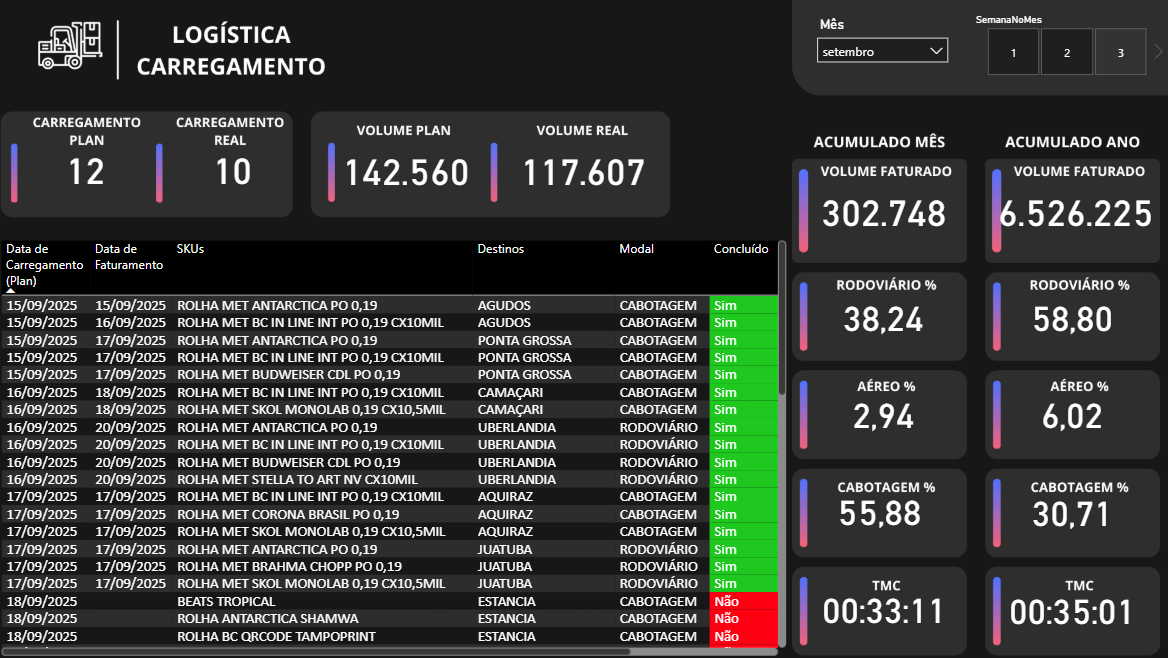 LOGÍSTICA
CARREGAMENTO
Mês
setembro
SemanaNoMes
1 2 3
CARREGAMENTO
PLAN
12
CARREGAMENTO
REAL
10
VOLUME PLAN
142.560
VOLUME REAL
117.607
ACUMULADO MÊS
VOLUME FATURADO
302.748
RODOVIÁRIO %
38,24
AÉREO %
2,94
CABOTAGEM %
55,88
TMC
00:33:11
ACUMULADO ANO
VOLUME FATURADO
6.526.225
RODOVIÁRIO %
58,80
AÉREO %
6,02
CABOTAGEM %
30,71
TMC
00:35:01
Data de Carregamento (Plan) Data de Faturamento SKUs Destinos Modal Concluído
15/09/2025 15/09/2025 ROLHA MET ANTARCTICA PO 0,19 AGUDOS CABOTAGEM Sim
15/09/2025 16/09/2025 ROLHA MET BC IN LINE INT PO 0,19 CX10MIL AGUDOS CABOTAGEM Sim
15/09/2025 17/09/2025 ROLHA MET ANTARCTICA PO 0,19 PONTA GROSSA CABOTAGEM Sim
15/09/2025 17/09/2025 ROLHA MET BC IN LINE INT PO 0,19 CX10MIL PONTA GROSSA CABOTAGEM Sim
15/09/2025 17/09/2025 ROLHA MET BUDWEISER CDL PO 0,19 PONTA GROSSA CABOTAGEM Sim
16/09/2025 18/09/2025 ROLHA MET BC IN LINE INT PO 0,19 CX10MIL CAMAÇARI CABOTAGEM Sim
16/09/2025 18/09/2025 ROLHA MET SKOL MONOLAB 0,19 CX10,5MIL CAMAÇARI CABOTAGEM Sim
16/09/2025 20/09/2025 ROLHA MET ANTARCTICA PO 0,19 UBERLANDIA RODOVIÁRIO Sim
16/09/2025 20/09/2025 ROLHA MET BC IN LINE INT PO 0,19 CX10MIL UBERLANDIA RODOVIÁRIO Sim
16/09/2025 20/09/2025 ROLHA MET BUDWEISER CDL PO 0,19 UBERLANDIA RODOVIÁRIO Sim
16/09/2025 20/09/2025 ROLHA MET STELLA TO ART NV CX10MIL UBERLANDIA RODOVIÁRIO Sim
17/09/2025 17/09/2025 ROLHA MET BC IN LINE INT PO 0,19 CX10MIL AQUIRAZ CABOTAGEM Sim
17/09/2025 17/09/2025 ROLHA MET CORONA BRASIL PO 0,19 AQUIRAZ CABOTAGEM Sim
17/09/2025 17/09/2025 ROLHA MET SKOL MONOLAB 0,19 CX10,5MIL AQUIRAZ CABOTAGEM Sim
17/09/2025 17/09/2025 ROLHA MET ANTARCTICA PO 0,19 JUATUBA RODOVIÁRIO Sim
17/09/2025 17/09/2025 ROLHA MET BRAHMA CHOPP PO 0,19 JUATUBA RODOVIÁRIO Sim
17/09/2025 17/09/2025 ROLHA MET SKOL MONOLAB 0,19 CX10,5MIL JUATUBA RODOVIÁRIO Sim
18/09/2025 BEATS TROPICAL ESTANCIA CABOTAGEM Não
18/09/2025 ROLHA ANTARCTICA SHAMWA ESTANCIA CABOTAGEM Não
18/09/2025 ROLHA BC QRCODE TAMPOPRINT ESTANCIA CABOTAGEM Não